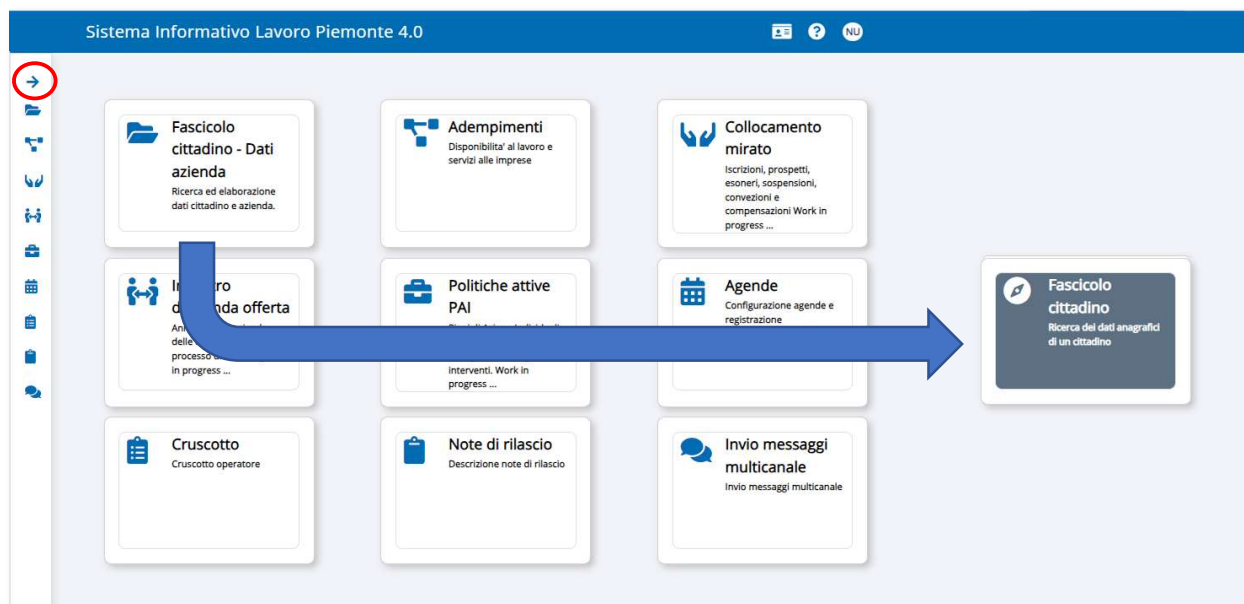 Sistema Informativo Lavoro Piemonte 4.0
NU
Fascicolo
cittadino - Dati
azienda
Ricerca ed elaborazione
dati cittadino e azienda.
Adempimenti
Disponibilita' al lavoro e
servizi alle imprese
Collocamento
mirato
Iscrizioni, prospetti,
esoneri, sospensioni,
convezioni e
compensazioni Work in
progress ...
offerta
delle
processo
in progress ...
Politiche attive
PAI
interventi. Work in
progress ...
Agende
Configurazione agende e
registrazione
Fascicolo
cittadino
Ricerca dei dati anagrafici
di un cittadino
Cruscotto
Cruscotto operatore
Note di rilascio
Descrizione note di rilascio
Invio messaggi
multicanale
Invio messaggi multicanale